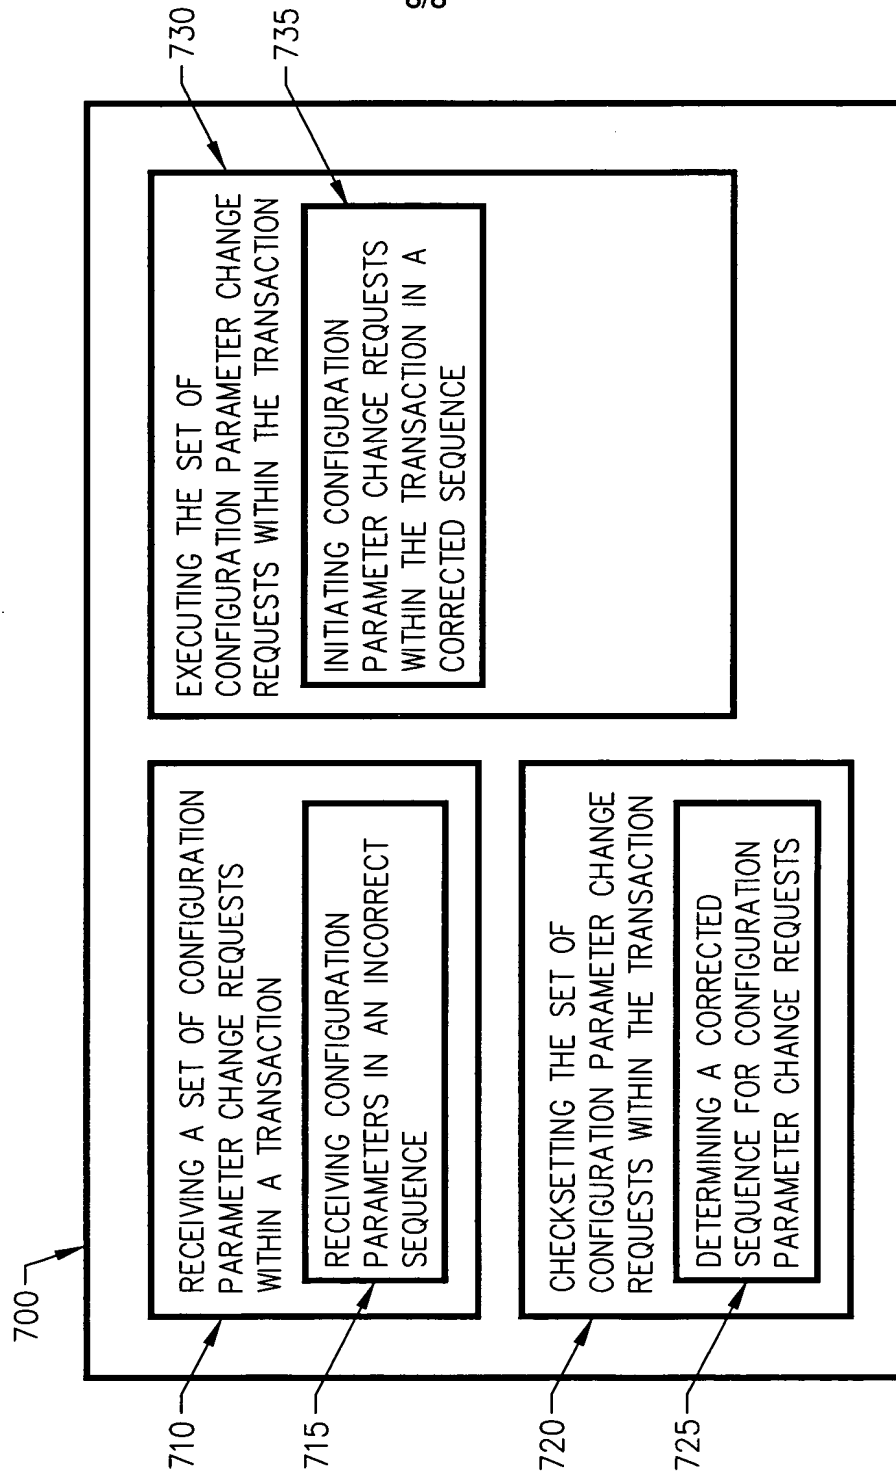 700
710
RECEIVING A SET OF CONFIGURATION
PARAMETER CHANGE REQUESTS
WITHIN A TRANSACTION
715
RECEIVING CONFIGURATION
PARAMETERS IN AN INCORRECT
SEQUENCE
720
CHECKSETTING THE SET OF
CONFIGURATION PARAMETER CHANGE
REQUESTS WITHIN THE TRANSACTION
725
DETERMINING A CORRECTED
SEQUENCE FOR CONFIGURATION
PARAMETER CHANGE REQUESTS
730
EXECUTING THE SET OF
CONFIGURATION PARAMETER CHANGE
REQUESTS WITHIN THE TRANSACTION
735
INITIATING CONFIGURATION
PARAMETER CHANGE REQUESTS
WITHIN THE TRANSACTION IN A
CORRECTED SEQUENCE